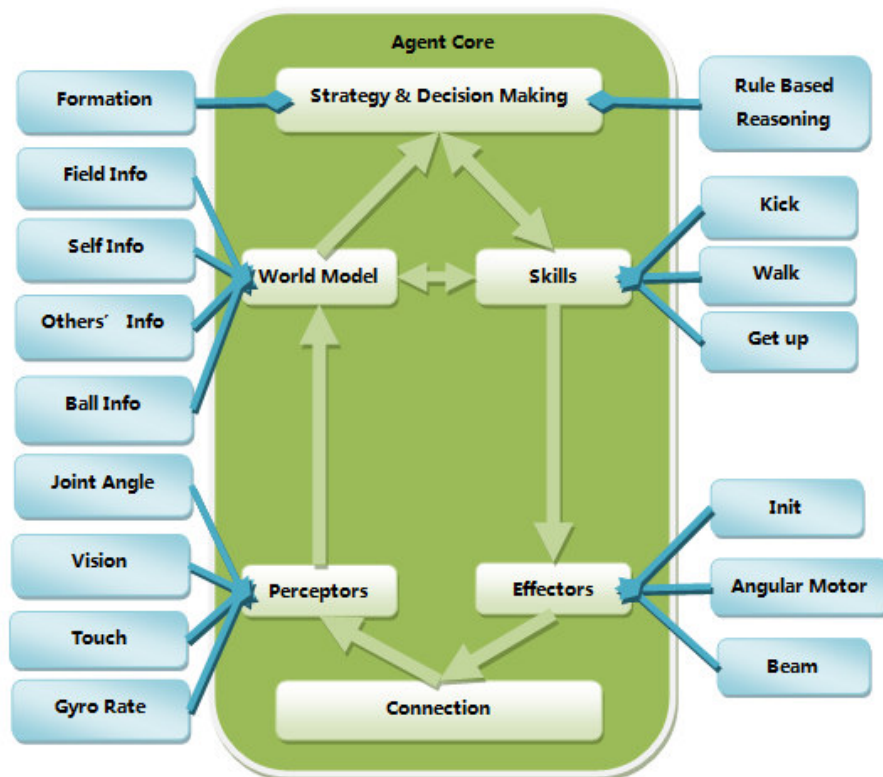 Agent Core
Formation
Strategy & Decision Making
Rule Based
Reasoning
Field Info
Self Info
Others´ Info
Ball Info
World Model
Skills
Kick
Walk
Get up
Joint Angle
Vision
Touch
Gyro Rate
Perceptors
Effectors
Init
Angular Motor
Beam
Connection